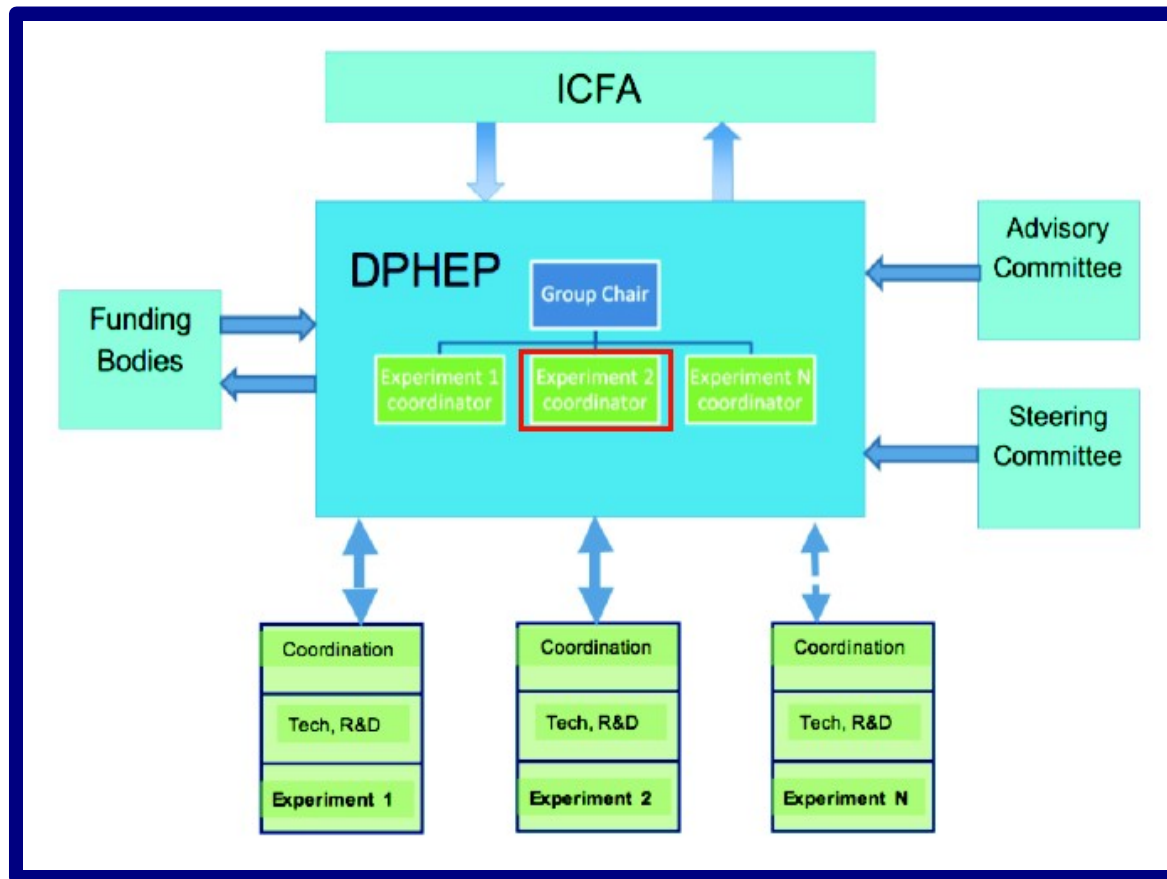 ICFA
DPHEP
Group Chair
Experiment 1
coordinator
Experiment 2
coordinator
Experiment N
coordinator
Funding
Bodies
Advisory
Committee
Steering
Committee
Coordination
Tech, R&D
Experiment 1
Coordination
Tech, R&D
Experiment 2
Coordination
Tech, R&D
Experiment N